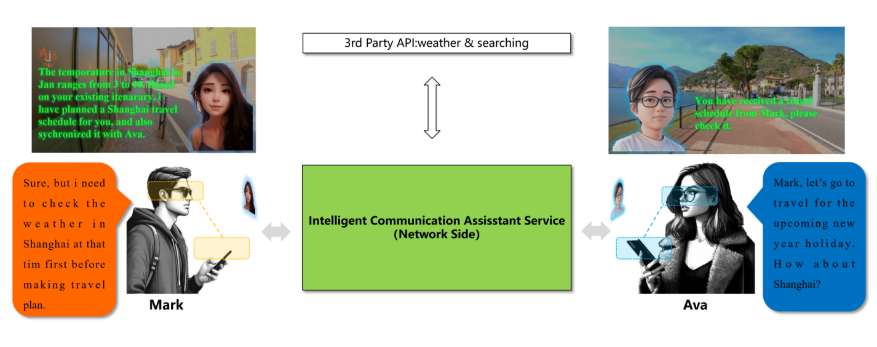 3rd Party API:weather & searching
Ajs
The temporature in Shanghai in
Jan ranges from 3 to 10. Based
on your existing itenarary, i
have planned a Shanghai travel
schedule for you, and also
sychronized it with Ava.
You have received a travel
schedule from Mark, please
check it.
Sure, but i need
to check the
weather in
Shanghai at that
tim first before
making travel
plan.
Mark
Intelligent Communication Assisstant Service
(Network Side)
Ava
Mark, let's go to
travel for the
upcoming new
year holiday.
How about
Shanghai?